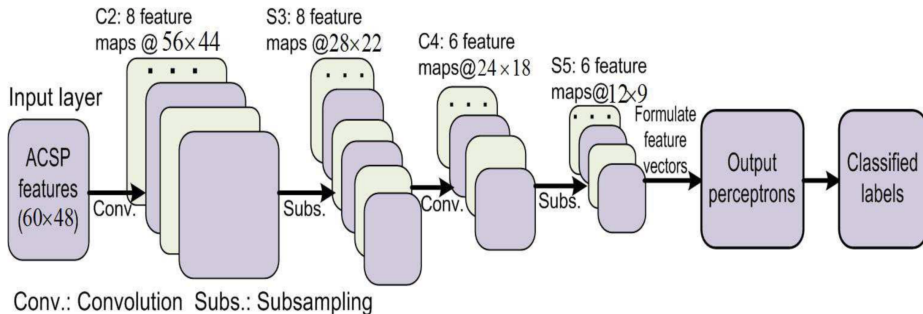 C2: 8 feature
maps @ 56×44
S3: 8 feature
maps @28×22
C4: 6 feature
maps@24×18
S5: 6 feature
maps@12×9
Input layer
ACSP
features
(60×48)
Conv.
Subs.
Conv.
Subs.
Formulate
feature
vectors
Output
perceptrons
Classified
labels
Conv.: Convolution Subs.: Subsampling